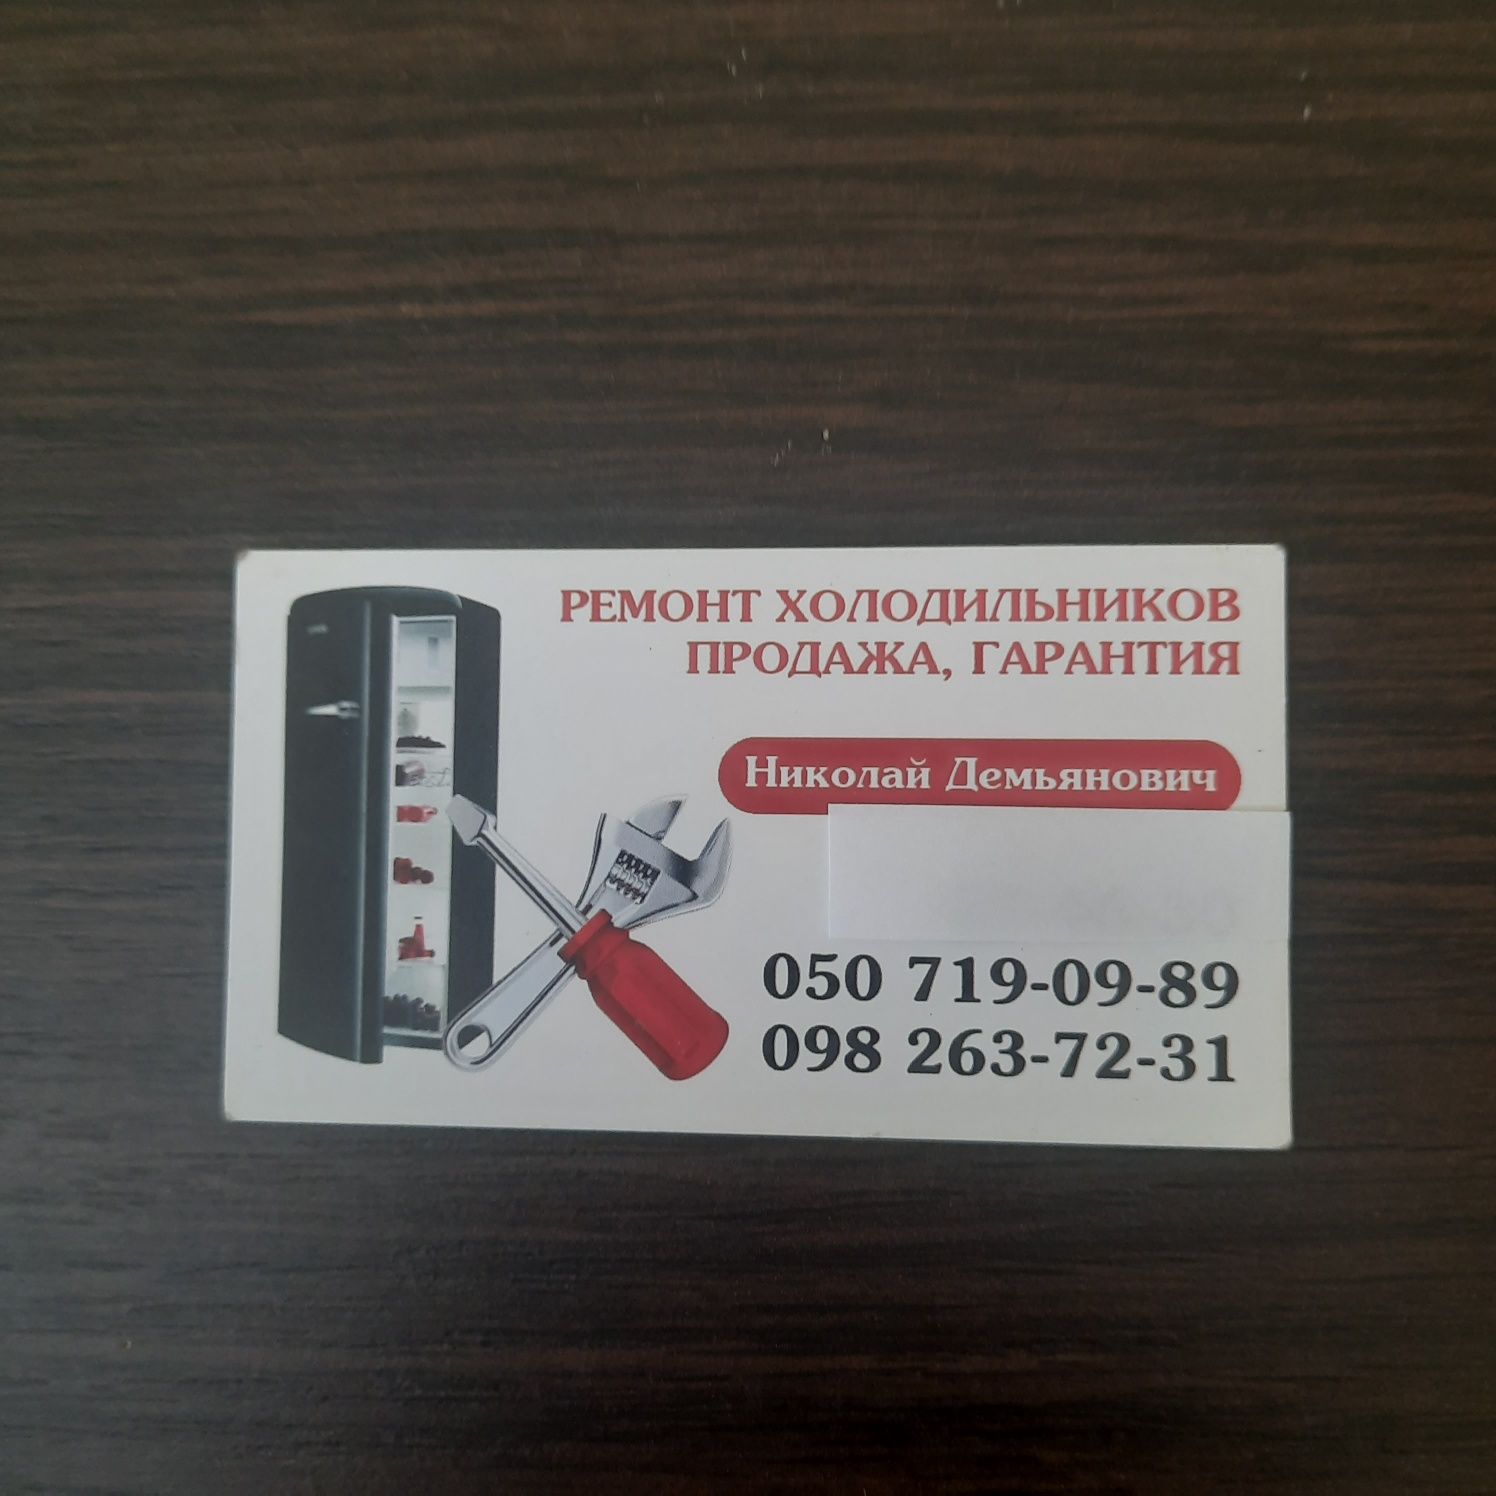 РЕМОНТ ХОЛОДИЛЬНИКОВ
ПРОДАЖА, ГАРАНТИЯ
Николай Демьянович
050 719-09-89
098 263-72-31